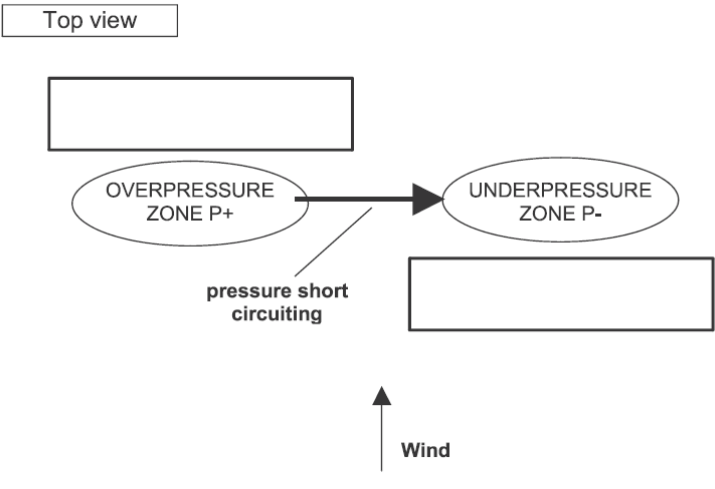 Top view
OVERPRESSURE
ZONE P+
UNDERPRESSURE
ZONE P-
pressure short
circuiting
Wind